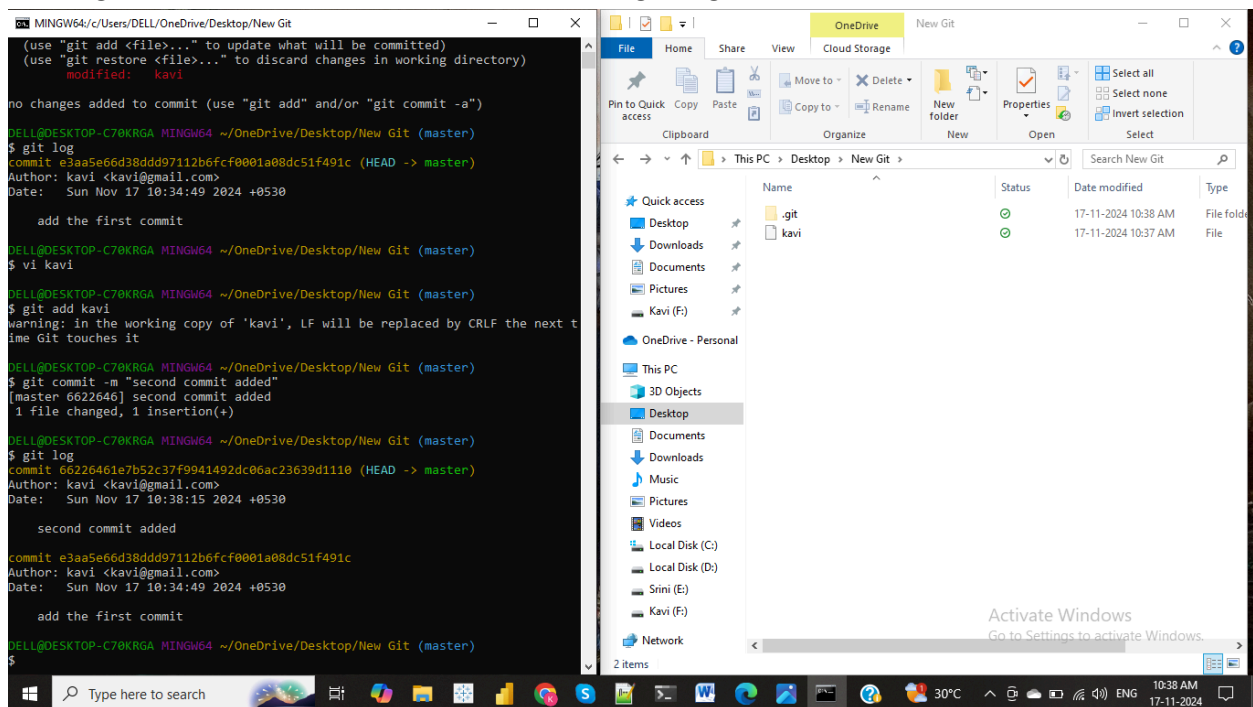 MINGW64:/c/Users/DELL/OneDrive/Desktop/New Git
(use "git add <file>..." to update what will be committed)
(use "git restore <file>..." to discard changes in working directory)
modified: kavi
no changes added to commit (use "git add" and/or "git commit -a")
DELL@DESKTOP-C70KRGA MINGW64 ~/OneDrive/Desktop/New Git (master)
$ git log
commit e3aa5e66d38ddd97112b6fcf0001a08dc51f491c (HEAD -> master)
Author: kavi <kavi@gmail.com>
Date: Sun Nov 17 10:34:49 2024 +0530
add the first commit
DELL@DESKTOP-C70KRGA MINGW64 ~/OneDrive/Desktop/New Git (master)
$ vi kavi
DELL@DESKTOP-C70KRGA MINGW64 ~/OneDrive/Desktop/New Git (master)
$ git add kavi
warning: in the working copy of 'kavi', LF will be replaced by CRLF the next t
ime Git touches it
DELL@DESKTOP-C70KRGA MINGW64 ~/OneDrive/Desktop/New Git (master)
$ git commit -m "second commit added"
[master 6622646] second commit added
1 file changed, 1 insertion(+)
DELL@DESKTOP-C70KRGA MINGW64 ~/OneDrive/Desktop/New Git (master)
$ git log
commit 66226461e7b52c37f9941492dc06ac23639d1110 (HEAD -> master)
Author: kavi <kavi@gmail.com>
Date: Sun Nov 17 10:38:15 2024 +0530
second commit added
commit e3aa5e66d38ddd97112b6fcf0001a08dc51f491c
Author: kavi <kavi@gmail.com>
Date: Sun Nov 17 10:34:49 2024 +0530
add the first commit
DELL@DESKTOP-C70KRGA MINGW64 ~/OneDrive/Desktop/New Git (master)
$
OneDrive New Git
File Home Share View Cloud Storage
Pin to Quick access
Copy
Paste
Move to
Copy to
Delete
Rename
New folder
Properties
Select all
Select none
Invert selection
Clipboard Organize New Open Select
This PC > Desktop > New Git >
Search New Git
Name Status Date modified Type
.git 17-11-2024 10:38 AM File folde
kavi 17-11-2024 10:37 AM File
Quick access
Desktop
Downloads
Documents
Pictures
Kavi (F:)
OneDrive - Personal
This PC
3D Objects
Desktop
Documents
Downloads
Music
Pictures
Videos
Local Disk (C:)
Local Disk (D:)
Srini (E:)
Kavi (F:)
Network
Activate Windows
Go to Settings to activate Windows.
2 items
Type here to search
30°C
ENG
10:38 AM
17-11-2024